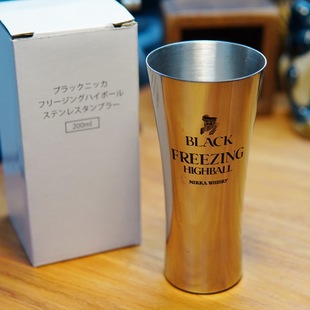 ブラックニッカ
フリージングハイボール
ステンレスタンブラー
200ml
BLACK
FREEZING
HIGHBALL
NIKKA WHISKY